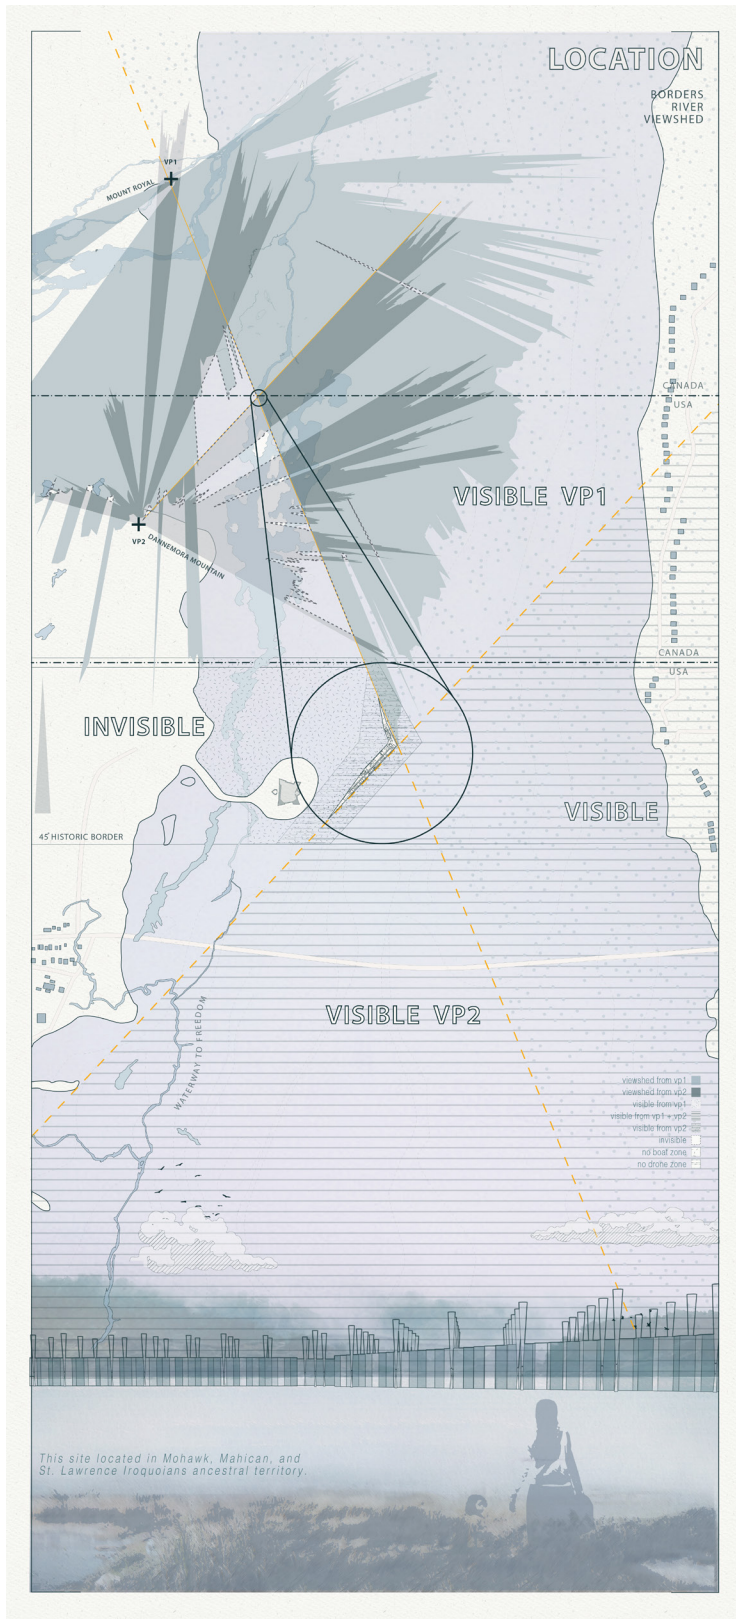 LOCATION
BORDERS
RIVER
VIEWSHED
VP1
MOUNT ROYAL
CANADA
USA
VISIBLE VP1
VP2
DANNEMORA MOUNTAIN
CANADA
USA
INVISIBLE
VISIBLE
45° HISTORIC BORDER
VISIBLE VP2
WATERWAY TO FREEDOM
viewshed from vp1
viewshed from vp2
visible from vp1
visible from vp1 + vp2
visible from vp2
invisible
no boat zone
no drone zone
This site located in Mohawk, Mahican, and
St. Lawrence Iroquoians ancestral territory.